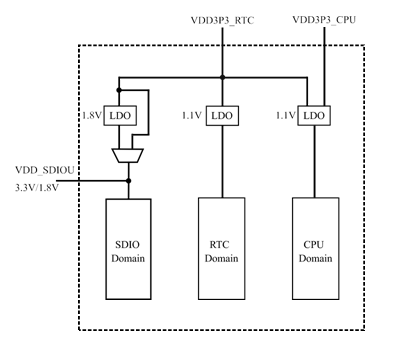 VDD3P3_RTC
VDD3P3_CPU
1.8V LDO
1.1V LDO
1.1V LDO
VDD_SDIOU
3.3V/1.8V
SDIO
Domain
RTC
Domain
CPU
Domain